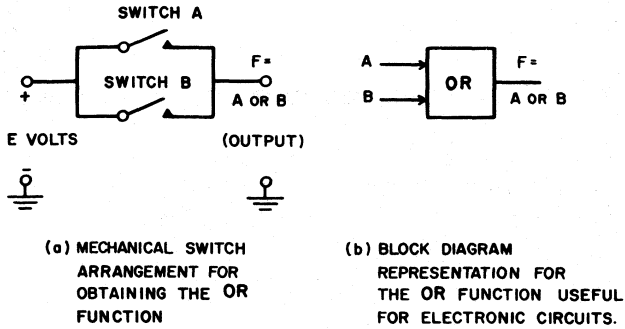 SWITCH A
F =
SWITCH B
+
A OR B
E VOLTS
(OUTPUT)
-
(a) MECHANICAL SWITCH
ARRANGEMENT FOR
OBTAINING THE OR
FUNCTION
A
F =
OR
B
A OR B
(b) BLOCK DIAGRAM
REPRESENTATION FOR
THE OR FUNCTION USEFUL
FOR ELECTRONIC CIRCUITS.